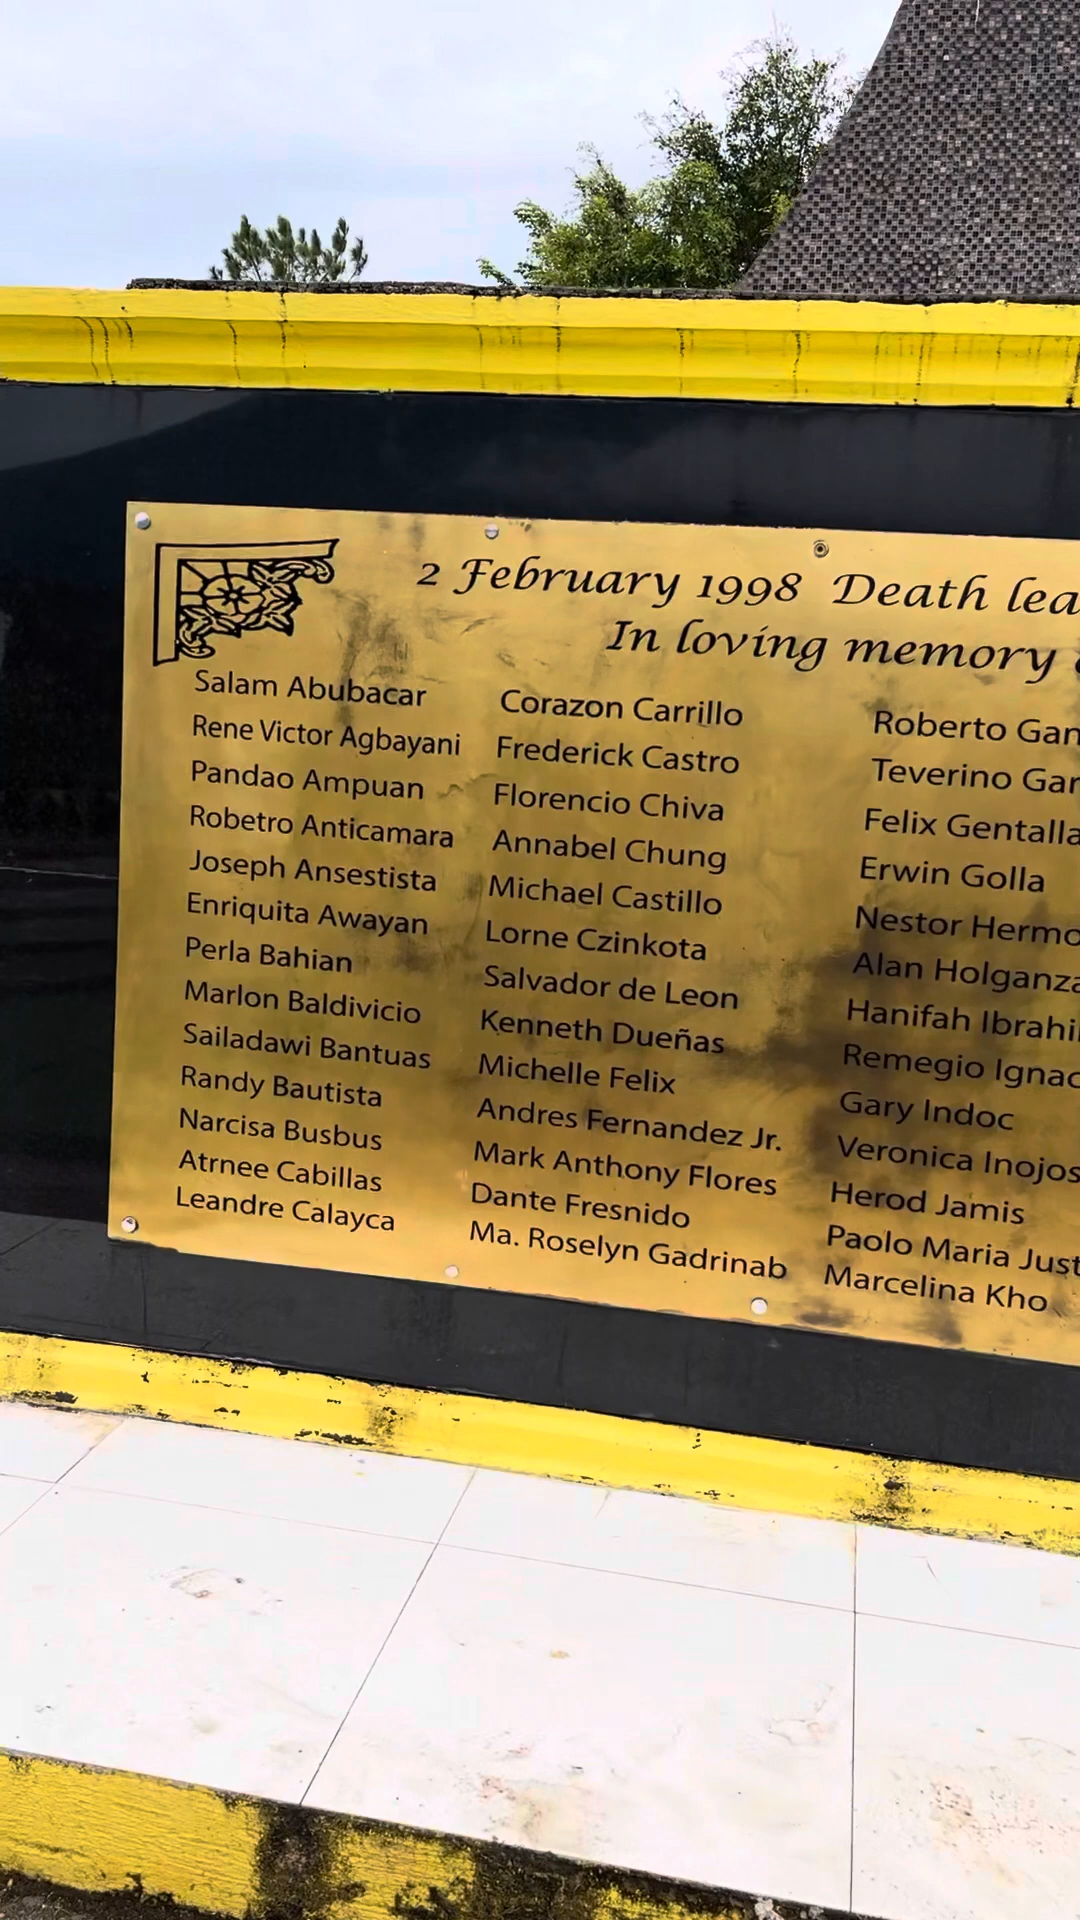 2 February 1998 Death
In loving memory
Salam Abubacar
Rene Victor Agbayani
Pandao Ampuan
Robetro Anticamara
Joseph Ansestista
Enriquita Awayan
Perla Bahian
Marlon Baldivicio
Sailadawi Bantuas
Randy Bautista
Narcisa Busbus
Atrnee Cabillas
Leandre Calayca
Corazon Carrillo
Frederick Castro
Florencio Chiva
Annabel Chung
Michael Castillo
Lorne Czinkota
Salvador de Leon
Kenneth Dueñas
Michelle Felix
Andres Fernandez Jr.
Mark Anthony Flores
Dante Fresnido
Ma. Roselyn Gadrinab
Roberto
Teverino
Felix Gentalla
Erwin Golla
Nestor
Alan Holganza
Hanifah
Remegio
Gary Indoc
Veronica
Herod Jamis
Paolo Maria
Marcelina Kho